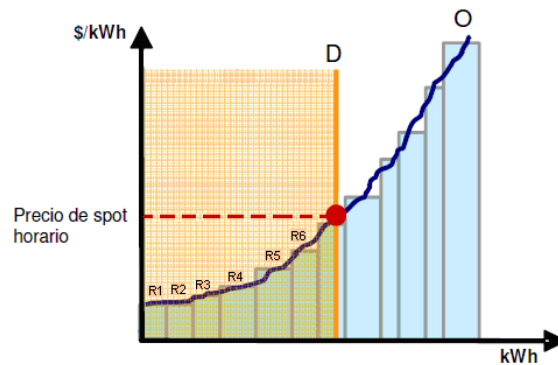 $/kWh
D
O
Precio de spot
horario
R1 R2 R3 R4 R5 R6
kWh